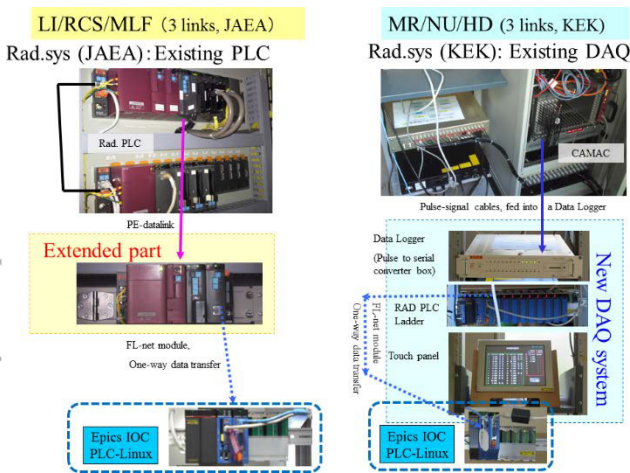 LI/RCS/MLF (3 links, JAEA)
Rad.sys (JAEA): Existing PLC
Rad. PLC
PE-datalink
Extended part
FL-net module,
One-way data transfer
Epics IOC
PLC-Linux
MR/NU/HD (3 links, KEK)
Rad.sys (KEK): Existing DAQ
CAMAC
Pulse-signal cables, fed into a Data Logger
Data Logger
(Pulse to serial
converter box)
RAD PLC
Ladder
Touch panel
New DAQ system
FL-net module
One-way data transfer
Epics IOC
PLC-Linux